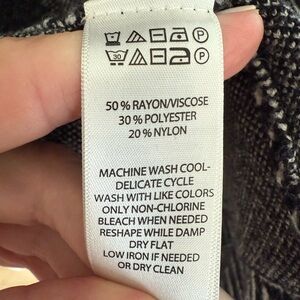 50 % RAYON/VISCOSE
30 % POLYESTER
20 % NYLON
MACHINE WASH COOL-
DELICATE CYCLE
WASH WITH LIKE COLORS
ONLY NON-CHLORINE
BLEACH WHEN NEEDED
RESHAPE WHILE DAMP
DRY FLAT
LOW IRON IF NEEDED
OR DRY CLEAN